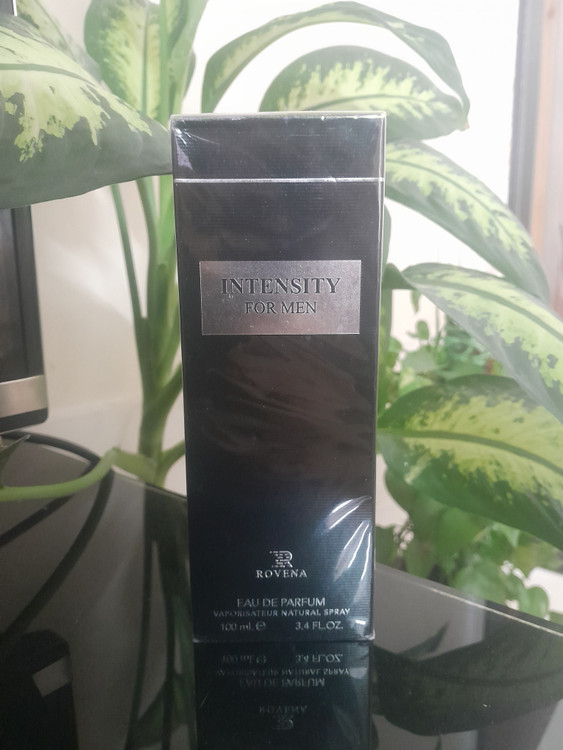 INTENSITY
FOR MEN
R
ROVENA
EAU DE PARFUM
VAPORISATEUR NATURAL SPRAY
100 ml. ℮ 3,4 FL.OZ.